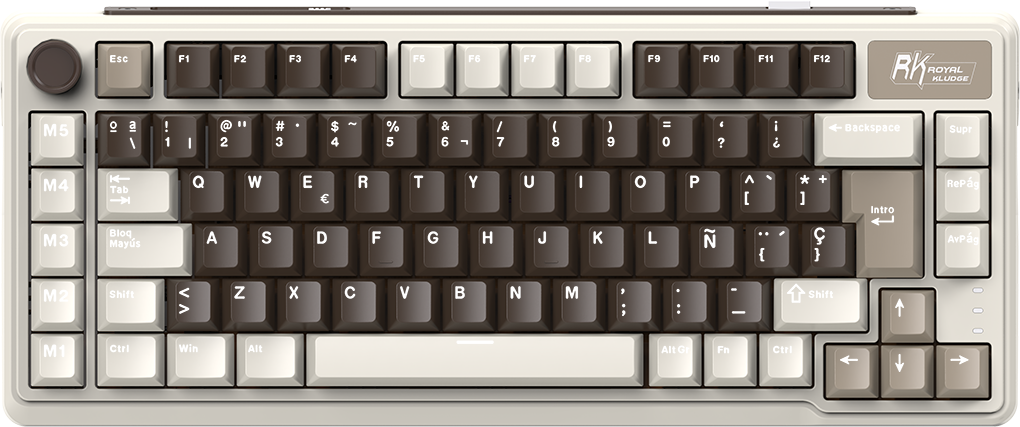 Esc F1 F2 F3 F4 F5 F6 F7 F8 F9 F10 F11 F12 RK ROYAL KLUDGE
M5 º ª \ ! 1 | @ " 2 # · 3 $ ~ 4 % 5 & 6 ¬ / 7 ( 8 ) 9 = 0 ' ? ¡ ¿ ← Backspace Supr
M4 Tab Q W E € R T Y U I O P ^ ` [ * + ] Intro RePág
M3 Bloq Mayús A S D F G H J K L Ñ ¨ ´ { Ç } AvPág
M2 Shift < > Z X C V B N M , ; . : - _ Shift ↑
M1 Ctrl Win Alt Alt Gr Fn Ctrl ← ↓ →